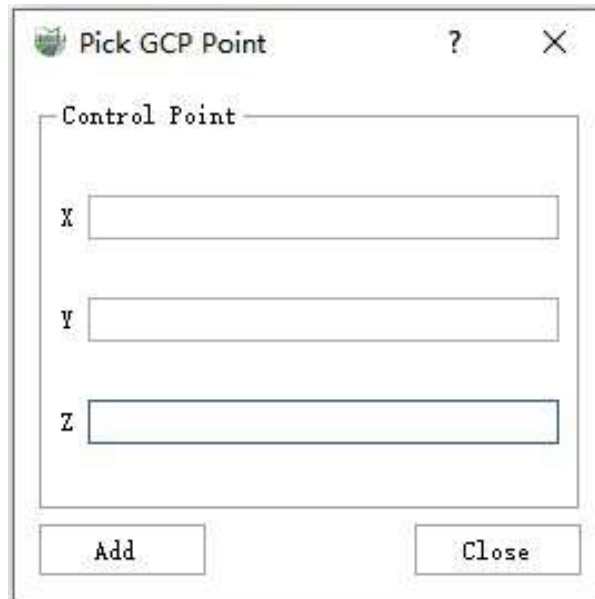 Pick GCP Point ?
Control Point
X
Y
Z
Add Close